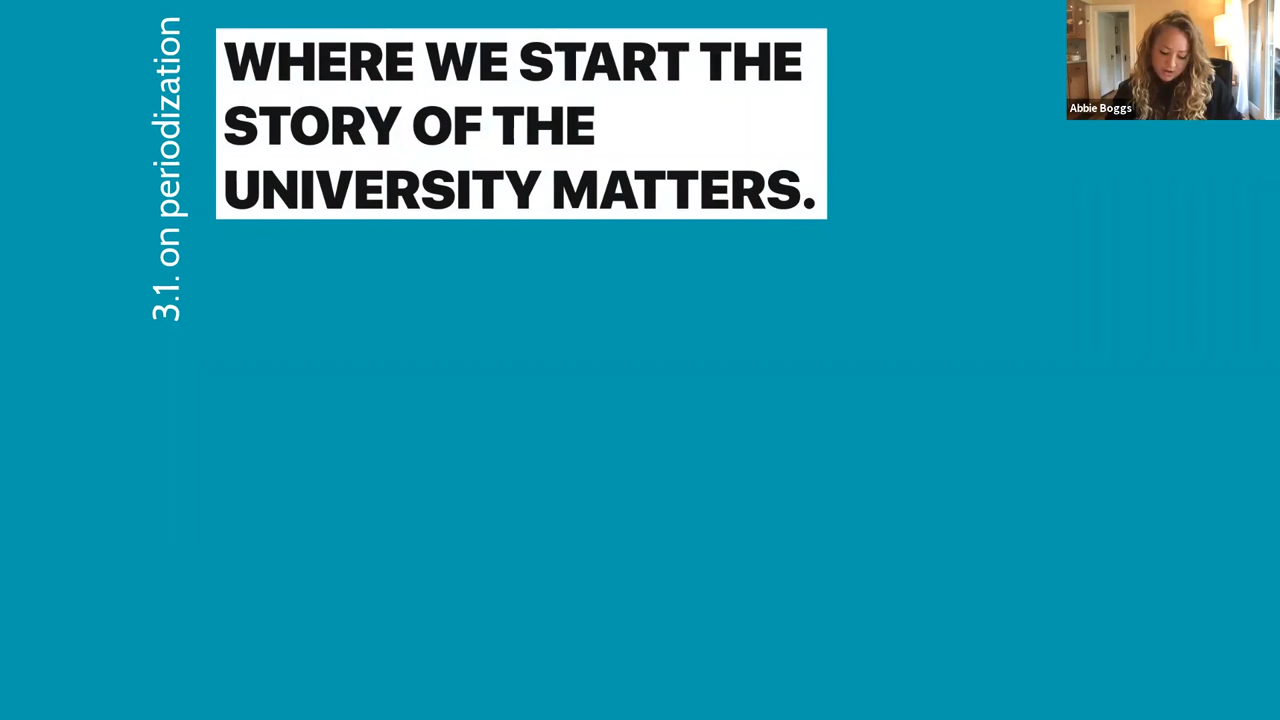 3.1. on periodization
WHERE WE START THE
STORY OF THE
UNIVERSITY MATTERS.
Abbie Boggs